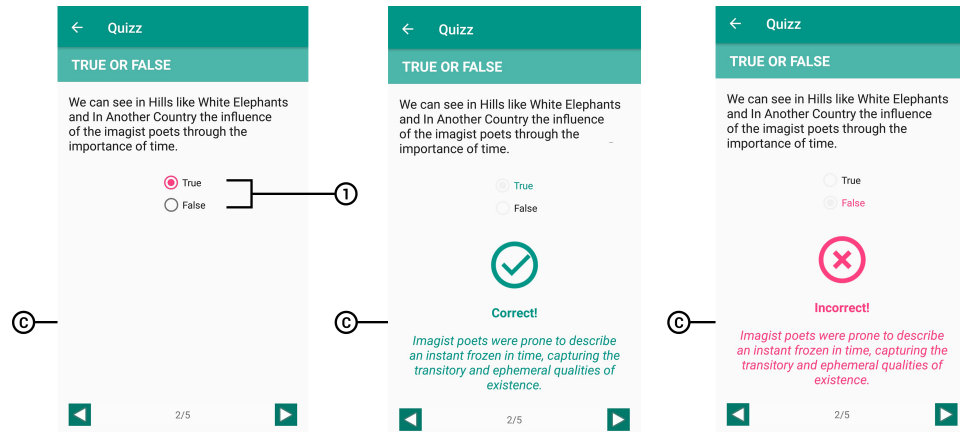 ← Quizz
TRUE OR FALSE
We can see in Hills like White Elephants
and In Another Country the influence
of the imagist poets through the
importance of time.
True
False
1
C
2/5
← Quizz
TRUE OR FALSE
We can see in Hills like White Elephants
and In Another Country the influence
of the imagist poets through the
importance of time.
True
False
C
Correct!
Imagist poets were prone to describe
an instant frozen in time, capturing the
transitory and ephemeral qualities of
existence.
2/5
← Quizz
TRUE OR FALSE
We can see in Hills like White Elephants
and In Another Country the influence
of the imagist poets through the
importance of time.
True
False
C
Incorrect!
Imagist poets were prone to describe
an instant frozen in time, capturing the
transitory and ephemeral qualities of
existence.
2/5